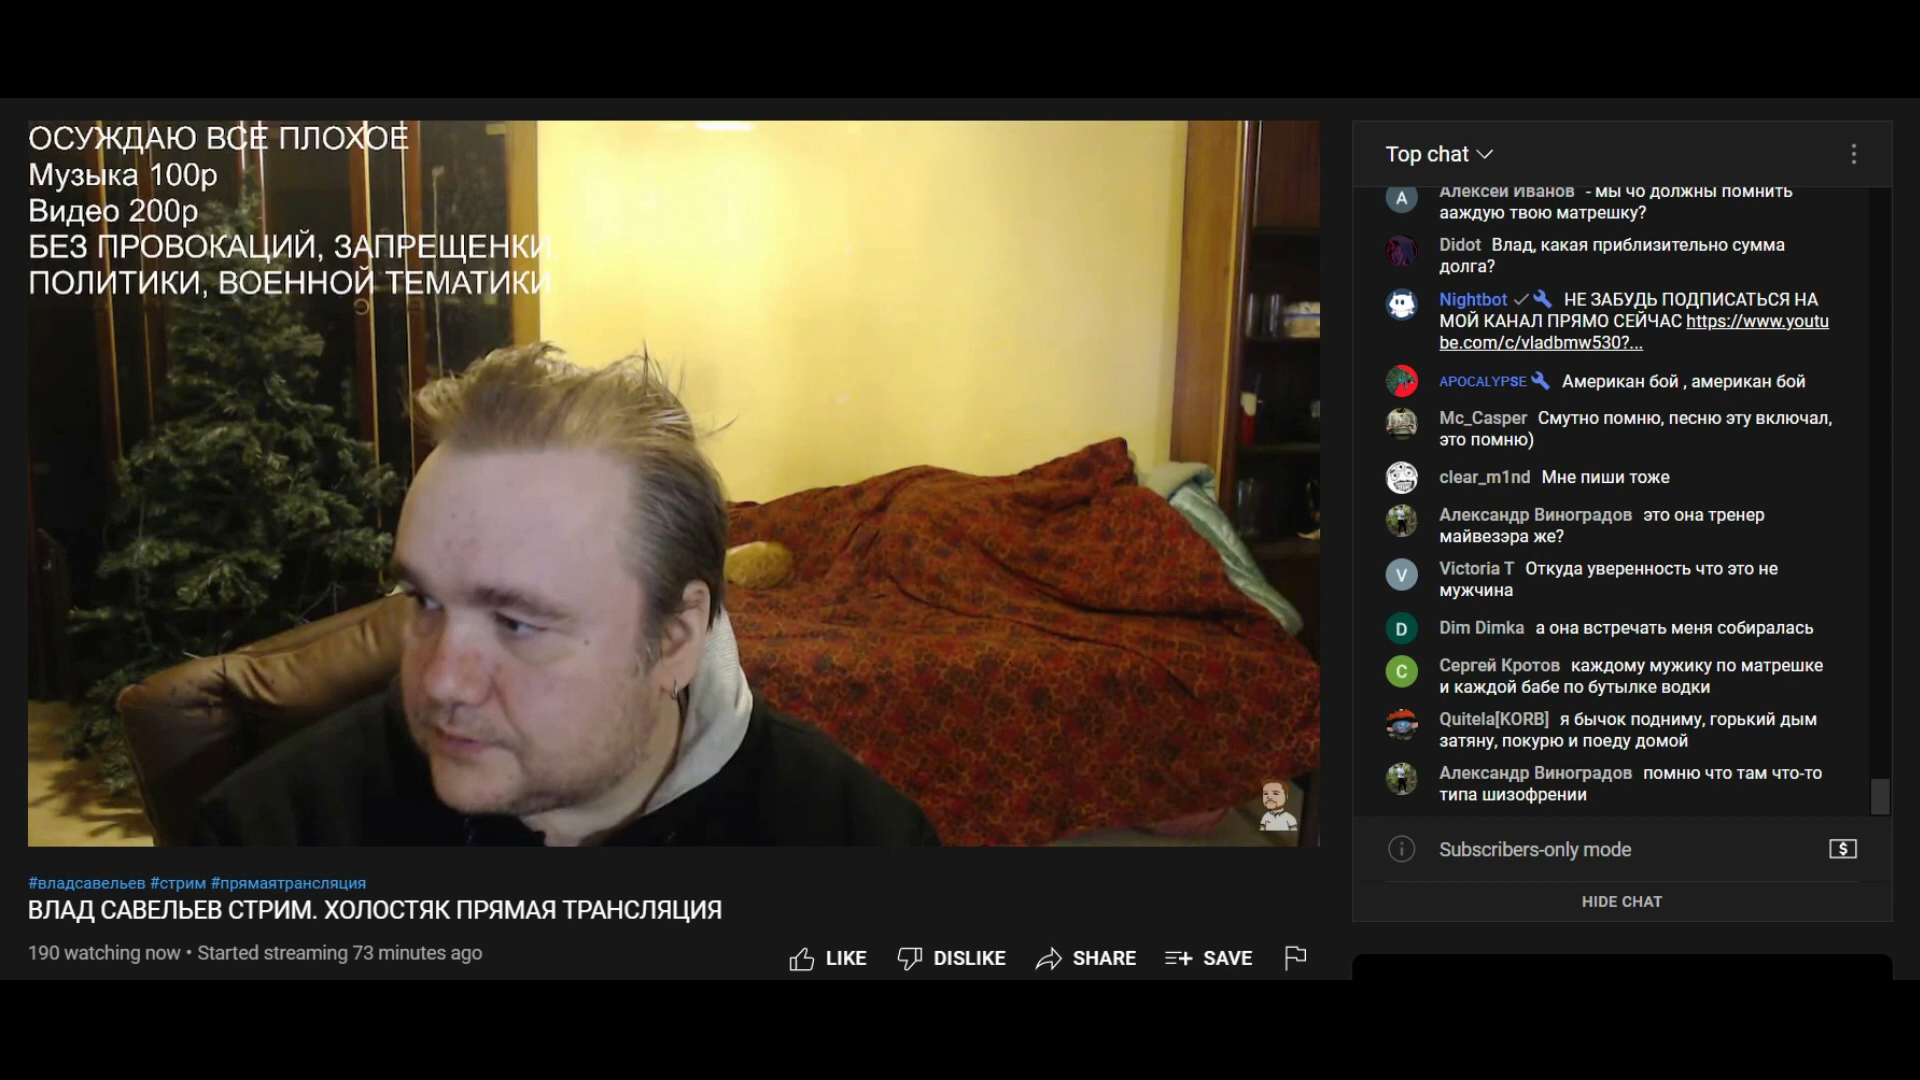 ОСУЖДАЮ ВСЕ ПЛОХОЕ
Музыка 100р
Видео 200р
БЕЗ ПРОВОКАЦИЙ, ЗАПРЕЩЕНКИ,
ПОЛИТИКИ, ВОЕННОЙ ТЕМАТИКИ
#владсавельев #стрим #прямаятрансляция
ВЛАД САВЕЛЬЕВ СТРИМ. ХОЛОСТЯК ПРЯМАЯ ТРАНСЛЯЦИЯ
190 watching now • Started streaming 73 minutes ago
LIKE DISLIKE SHARE SAVE
Top chat
A Алексей Иванов - мы чо должны помнить
ааждую твою матрешку?
Didot Влад, какая приблизительно сумма
долга?
Nightbot НЕ ЗАБУДЬ ПОДПИСАТЬСЯ НА
МОЙ КАНАЛ ПРЯМО СЕЙЧАС https://www.youtu
be.com/c/vladbmw530?...
APOCALYPSE Американ бой , американ бой
Mc_Casper Смутно помню, песню эту включал,
это помню)
clear_m1nd Мне пиши тоже
Александр Виноградов это она тренер
майвезэра же?
V Victoria T Откуда уверенность что это не
мужчина
D Dim Dimka а она встречать меня собиралась
C Сергей Кротов каждому мужику по матрешке
и каждой бабе по бутылке водки
Quitela[KORB] я бычок подниму, горький дым
затяну, покурю и поеду домой
Александр Виноградов помню что там что-то
типа шизофрении
Subscribers-only mode
HIDE CHAT